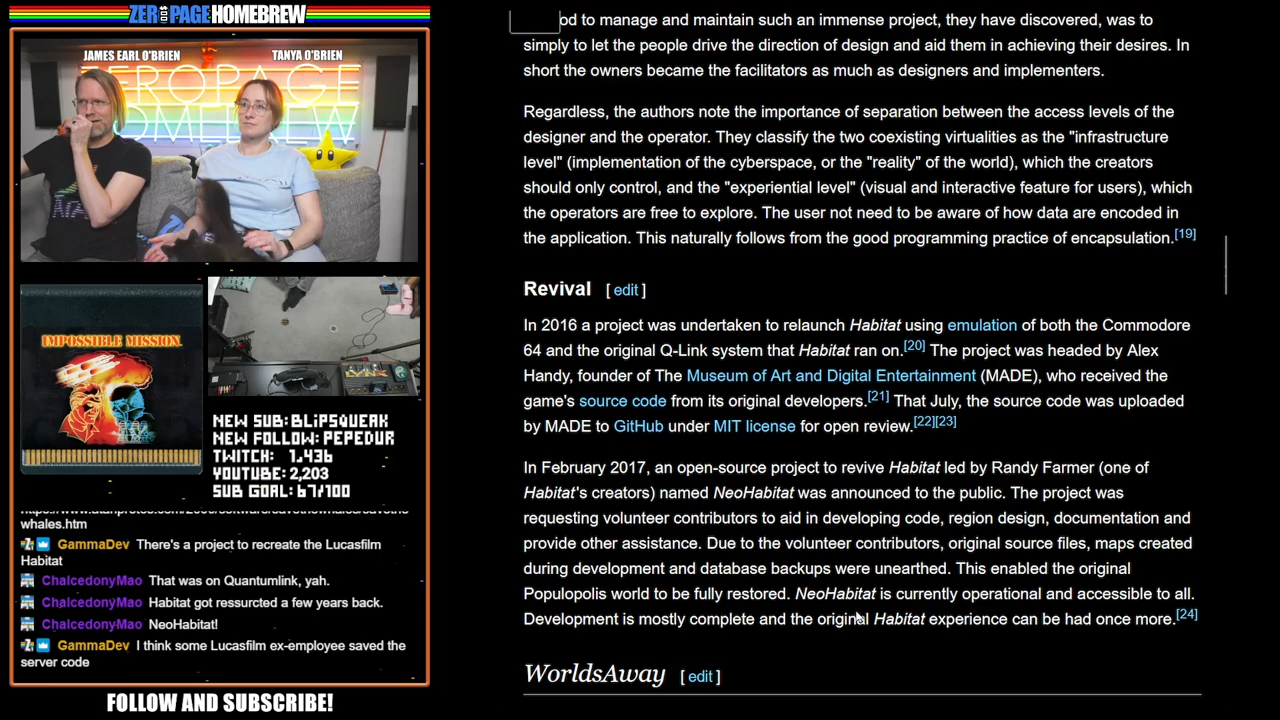 ZEROPAGEHOMEBREW
JAMES EARL O'BRIEN
TANYA O'BRIEN
IMPOSSIBLE MISSION
LYNX
NEW SUB: BLIPSQUEAK
NEW FOLLOW: PEPEDUR
TWITCH: 1,436
YOUTUBE: 2,203
SUB GOAL: 67/100
whales.htm
GammaDev There's a project to recreate the Lucasfilm
Habitat
ChalcedonyMao That was on Quantumlink, yah.
ChalcedonyMao Habitat got ressurcted a few years back.
ChalcedonyMao NeoHabitat!
GammaDev I think some Lucasfilm ex-employee saved the
server code
FOLLOW AND SUBSCRIBE!
od to manage and maintain such an immense project, they have discovered, was to
simply to let the people drive the direction of design and aid them in achieving their desires. In
short the owners became the facilitators as much as designers and implementers.
Regardless, the authors note the importance of separation between the access levels of the
designer and the operator. They classify the two coexisting virtualities as the "infrastructure
level" (implementation of the cyberspace, or the "reality" of the world), which the creators
should only control, and the "experiential level" (visual and interactive feature for users), which
the operators are free to explore. The user not need to be aware of how data are encoded in
the application. This naturally follows from the good programming practice of encapsulation.[19]
Revival [ edit ]
In 2016 a project was undertaken to relaunch Habitat using emulation of both the Commodore
64 and the original Q-Link system that Habitat ran on.[20] The project was headed by Alex
Handy, founder of The Museum of Art and Digital Entertainment (MADE), who received the
game's source code from its original developers.[21] That July, the source code was uploaded
by MADE to GitHub under MIT license for open review.[22][23]
In February 2017, an open-source project to revive Habitat led by Randy Farmer (one of
Habitat's creators) named NeoHabitat was announced to the public. The project was
requesting volunteer contributors to aid in developing code, region design, documentation and
provide other assistance. Due to the volunteer contributors, original source files, maps created
during development and database backups were unearthed. This enabled the original
Populopolis world to be fully restored. NeoHabitat is currently operational and accessible to all.
Development is mostly complete and the original Habitat experience can be had once more.[24]
WorldsAway [ edit ]